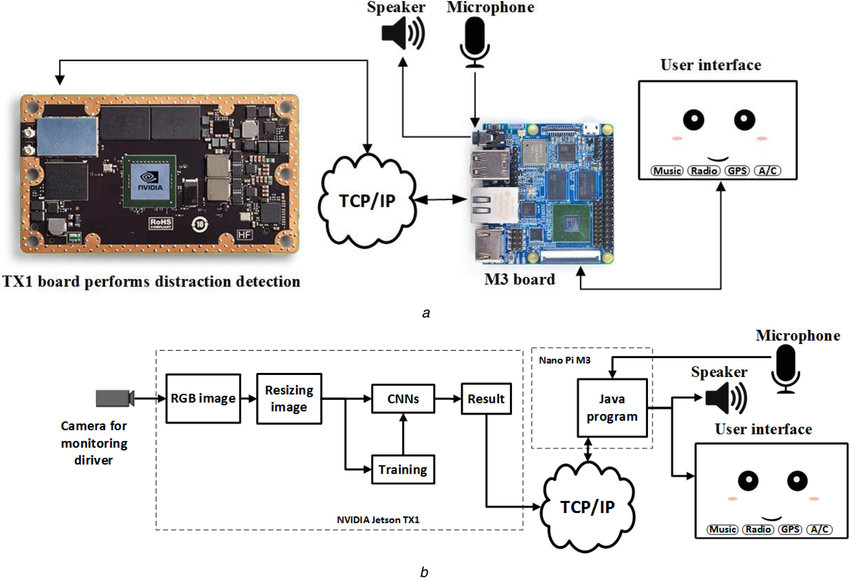 Speaker
Microphone
User interface
Music Radio GPS A/C
NVIDIA
RoHS
COMPLIANT
10
HF
TCP/IP
TX1 board performs distraction detection
M3 board
a
Microphone
Nano Pi M3
Speaker
RGB image
Resizing
image
CNNs
Result
Java
program
Camera for
monitoring
diriver
User interface
Training
TCP/IP
Music Radio GPS A/C
NVIDIA Jetson TX1
b